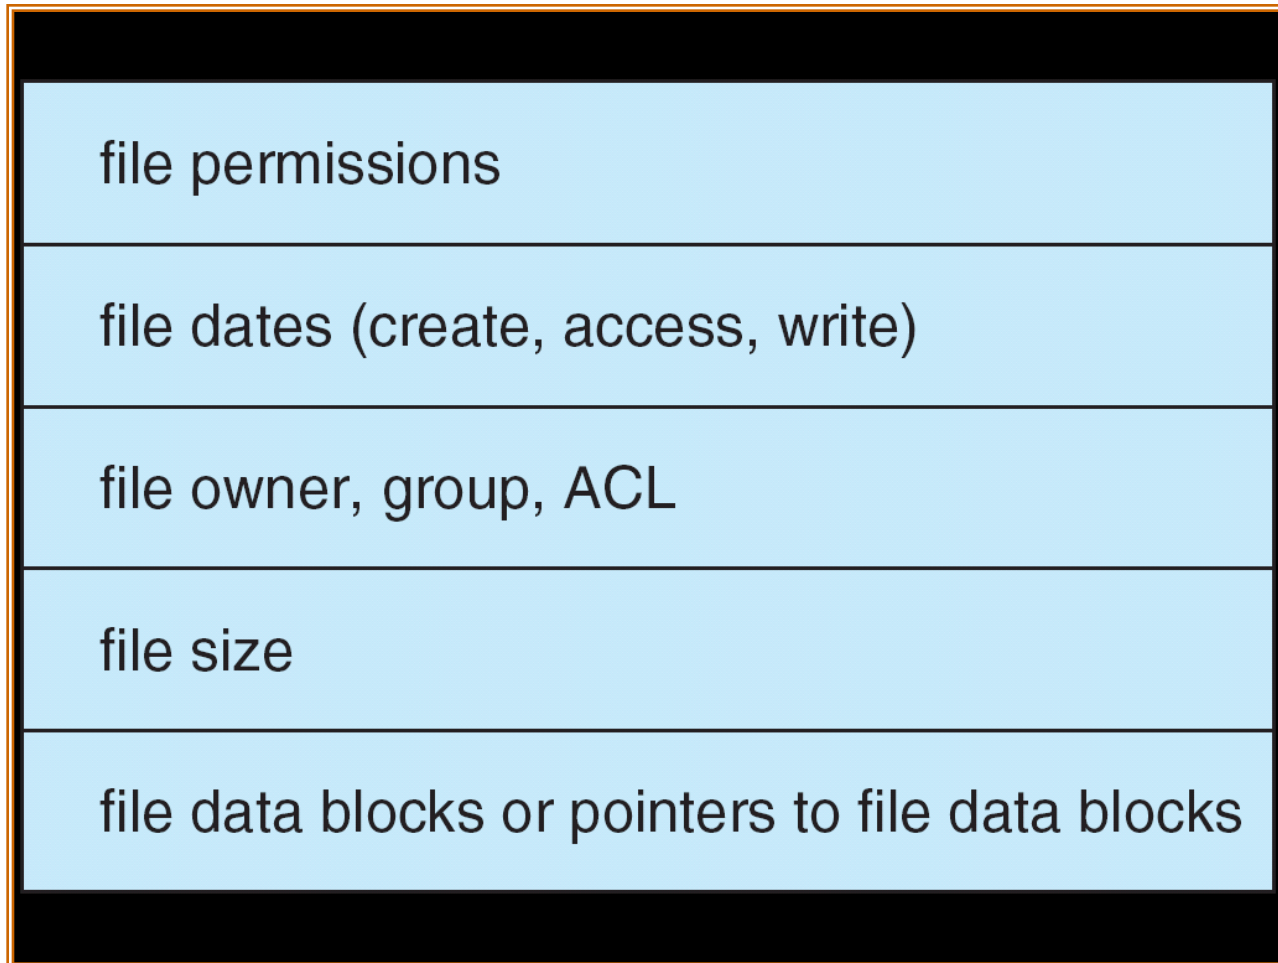 file permissions
file dates (create, access, write)
file owner, group, ACL
file size
file data blocks or pointers to file data blocks